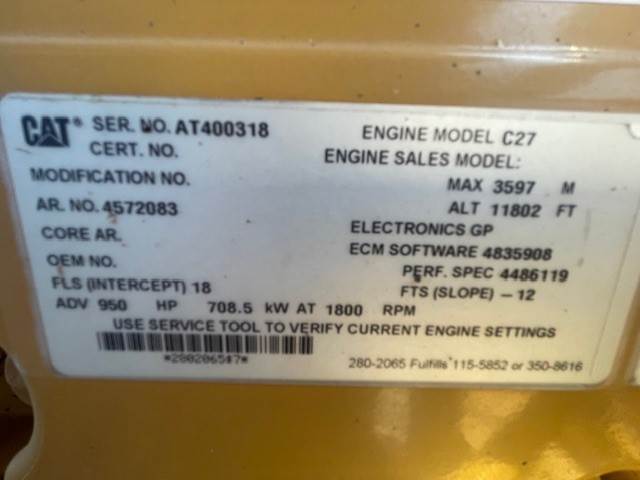 CAT® SER. NO. AT400318 ENGINE MODEL C27
CERT. NO. ENGINE SALES MODEL:
MODIFICATION NO. MAX 3597 M
AR. NO. 4572083 ALT 11802 FT
CORE AR. ELECTRONICS GP
OEM NO. ECM SOFTWARE 4835908
FLS (INTERCEPT) 18 PERF. SPEC 4486119
FTS (SLOPE) -12
ADV 950 HP 708.5 kW AT 1800 RPM
USE SERVICE TOOL TO VERIFY CURRENT ENGINE SETTINGS
280-2065 Fulfills 115-5852 or 350-8616